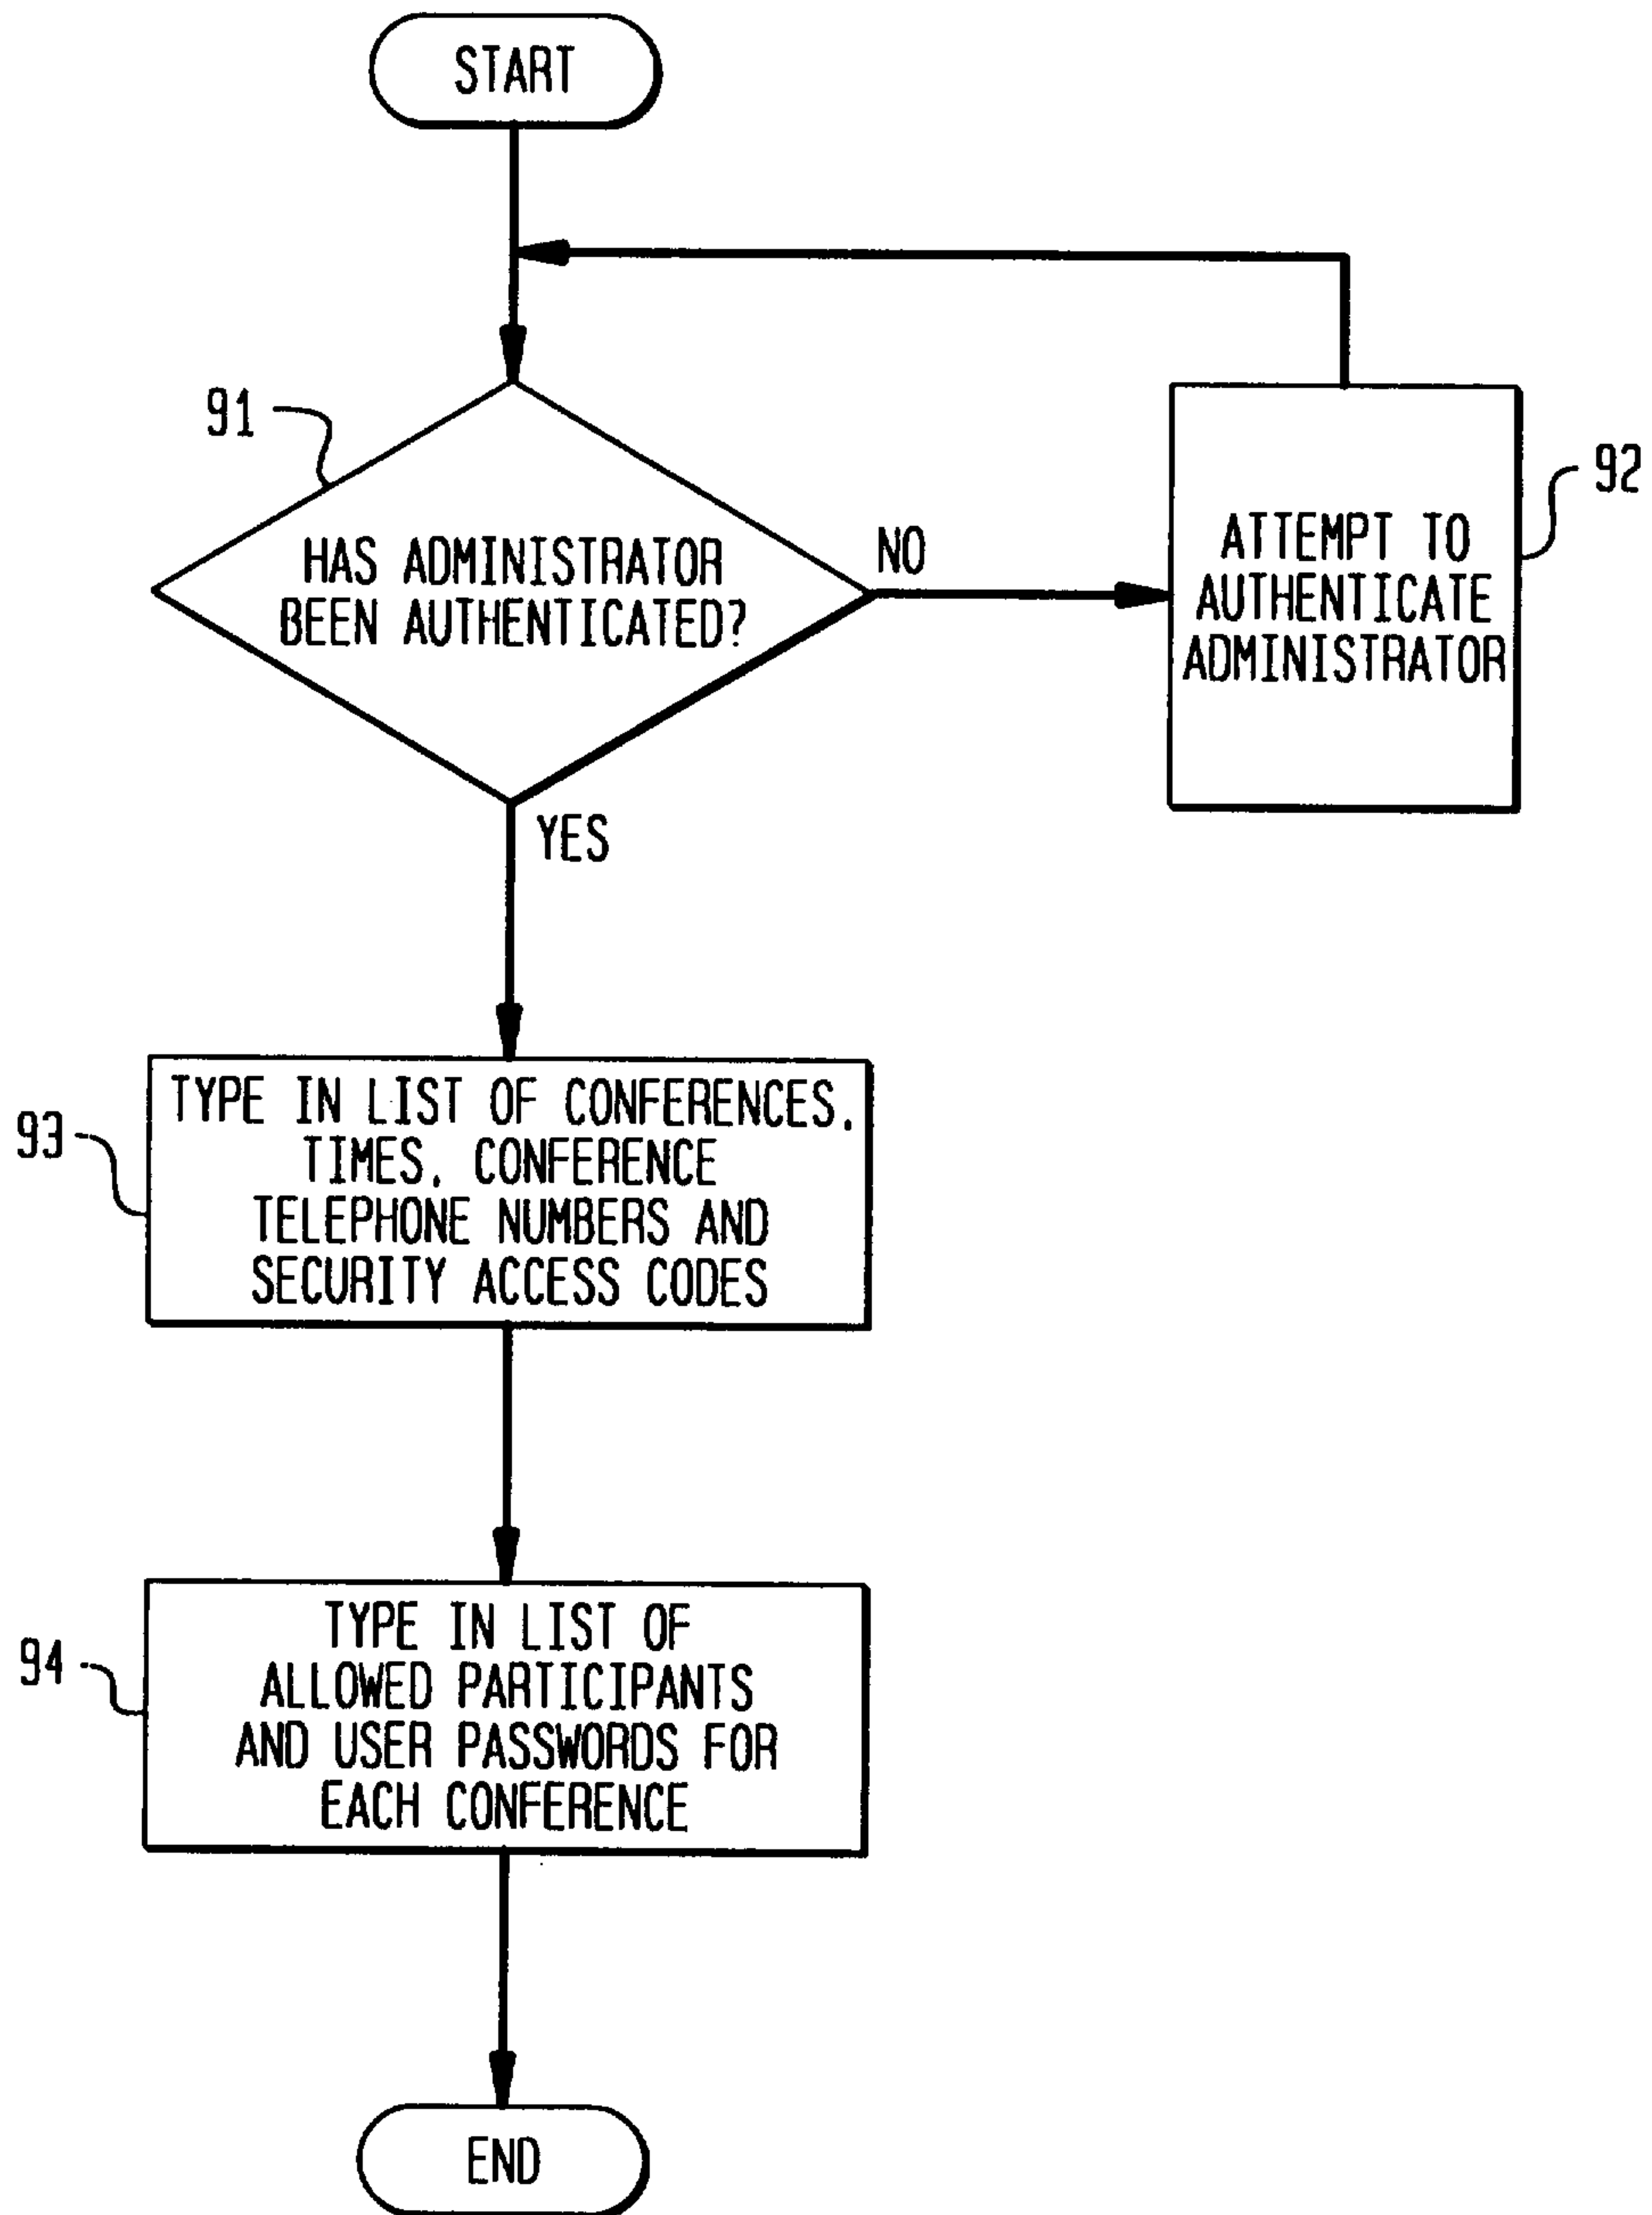 START
91
HAS ADMINISTRATOR
BEEN AUTHENTICATED?
NO
92
ATTEMPT TO
AUTHENTICATE
ADMINISTRATOR
YES
93
TYPE IN LIST OF CONFERENCES,
TIMES, CONFERENCE
TELEPHONE NUMBERS AND
SECURITY ACCESS CODES
94
TYPE IN LIST OF
ALLOWED PARTICIPANTS
AND USER PASSWORDS FOR
EACH CONFERENCE
END